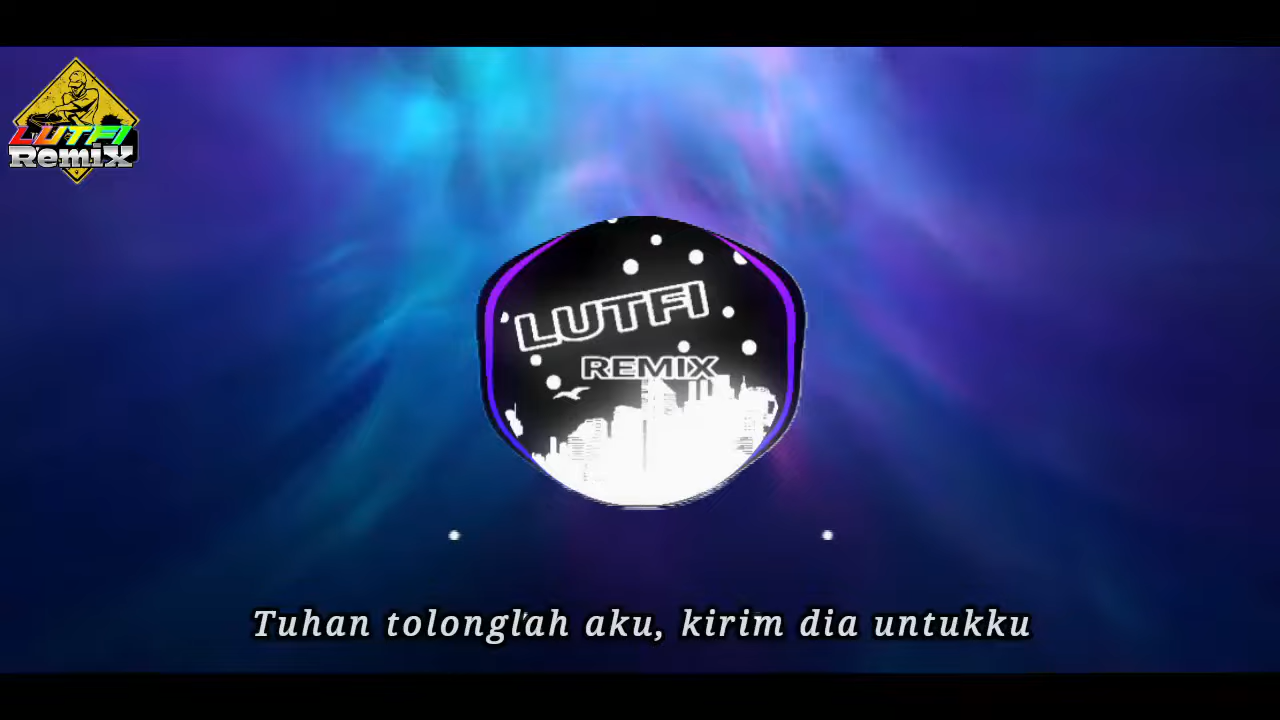 LUTFI
RemiX
LUTFI
REMIX
Tuhan tolonglah aku, kirim dia untukku